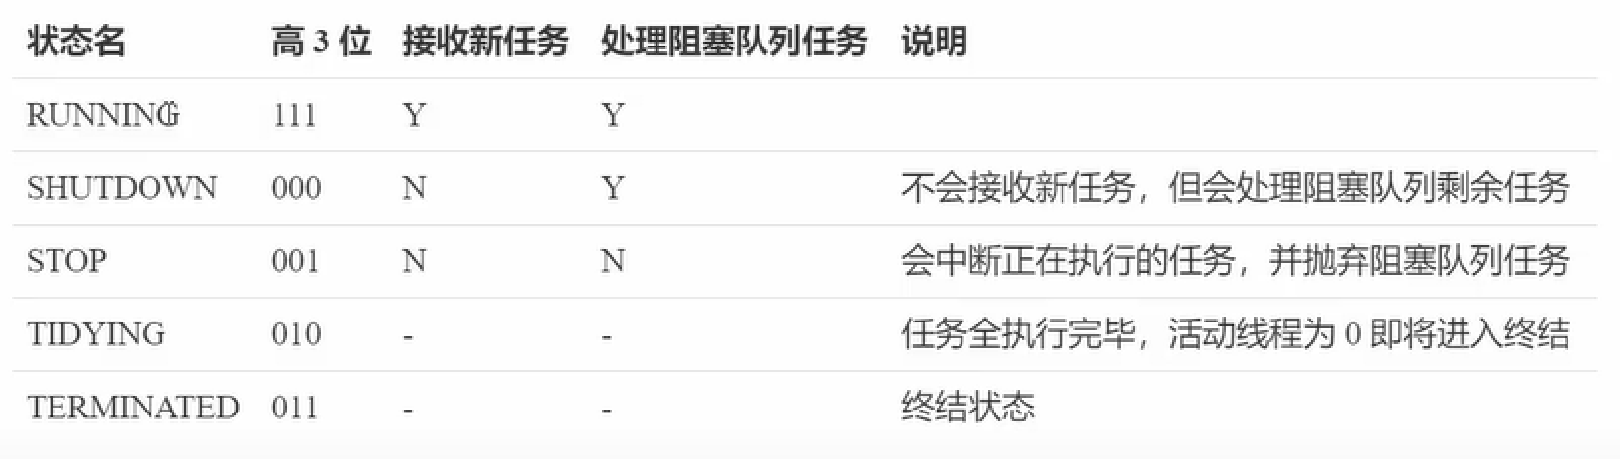 状态名 高 3 位 接收新任务 处理阻塞队列任务 说明
RUNNING 111 Y Y
SHUTDOWN 000 N Y 不会接收新任务，但会处理阻塞队列剩余任务
STOP 001 N N 会中断正在执行的任务，并抛弃阻塞队列任务
TIDYING 010 - - 任务全执行完毕，活动线程为 0 即将进入终结
TERMINATED 011 - - 终结状态